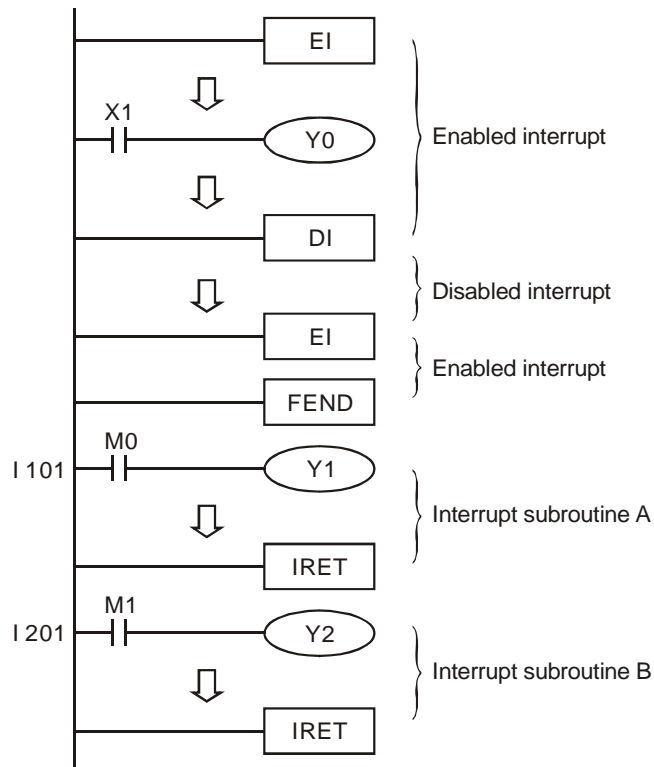 EI
X1
Y0
Enabled interrupt
DI
Disabled interrupt
EI
Enabled interrupt
FEND
M0
I 101
Y1
Interrupt subroutine A
IRET
M1
I 201
Y2
Interrupt subroutine B
IRET